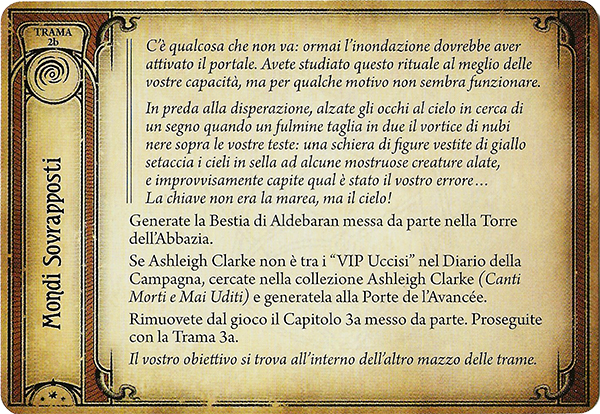 TRAMA
2b
Mondi Sovrapposti
C'è qualcosa che non va: ormai l'inondazione dovrebbe aver
attivato il portale. Avete studiato questo rituale al meglio delle
vostre capacità, ma per qualche motivo non sembra funzionare.
In preda alla disperazione, alzate gli occhi al cielo in cerca di
un segno quando un fulmine taglia in due il vortice di nubi
nere sopra le vostre teste: una schiera di figure vestite di giallo
setaccia i cieli in sella ad alcune mostruose creature alate,
e improvvisamente capite qual è stato il vostro errore...
La chiave non era la marea, ma il cielo!
Generate la Bestia di Aldebaran messa da parte nella Torre
dell'Abbazia.
Se Ashleigh Clarke non è tra i “VIP Uccisi” nel Diario della
Campagna, cercate nella collezione Ashleigh Clarke (Canti
Morti e Mai Uditi) e generatela alla Porte de l'Avancée.
Rimuovete dal gioco il Capitolo 3a messo da parte. Proseguite
con la Trama 3a.
Il vostro obiettivo si trova all'interno dell'altro mazzo delle trame.